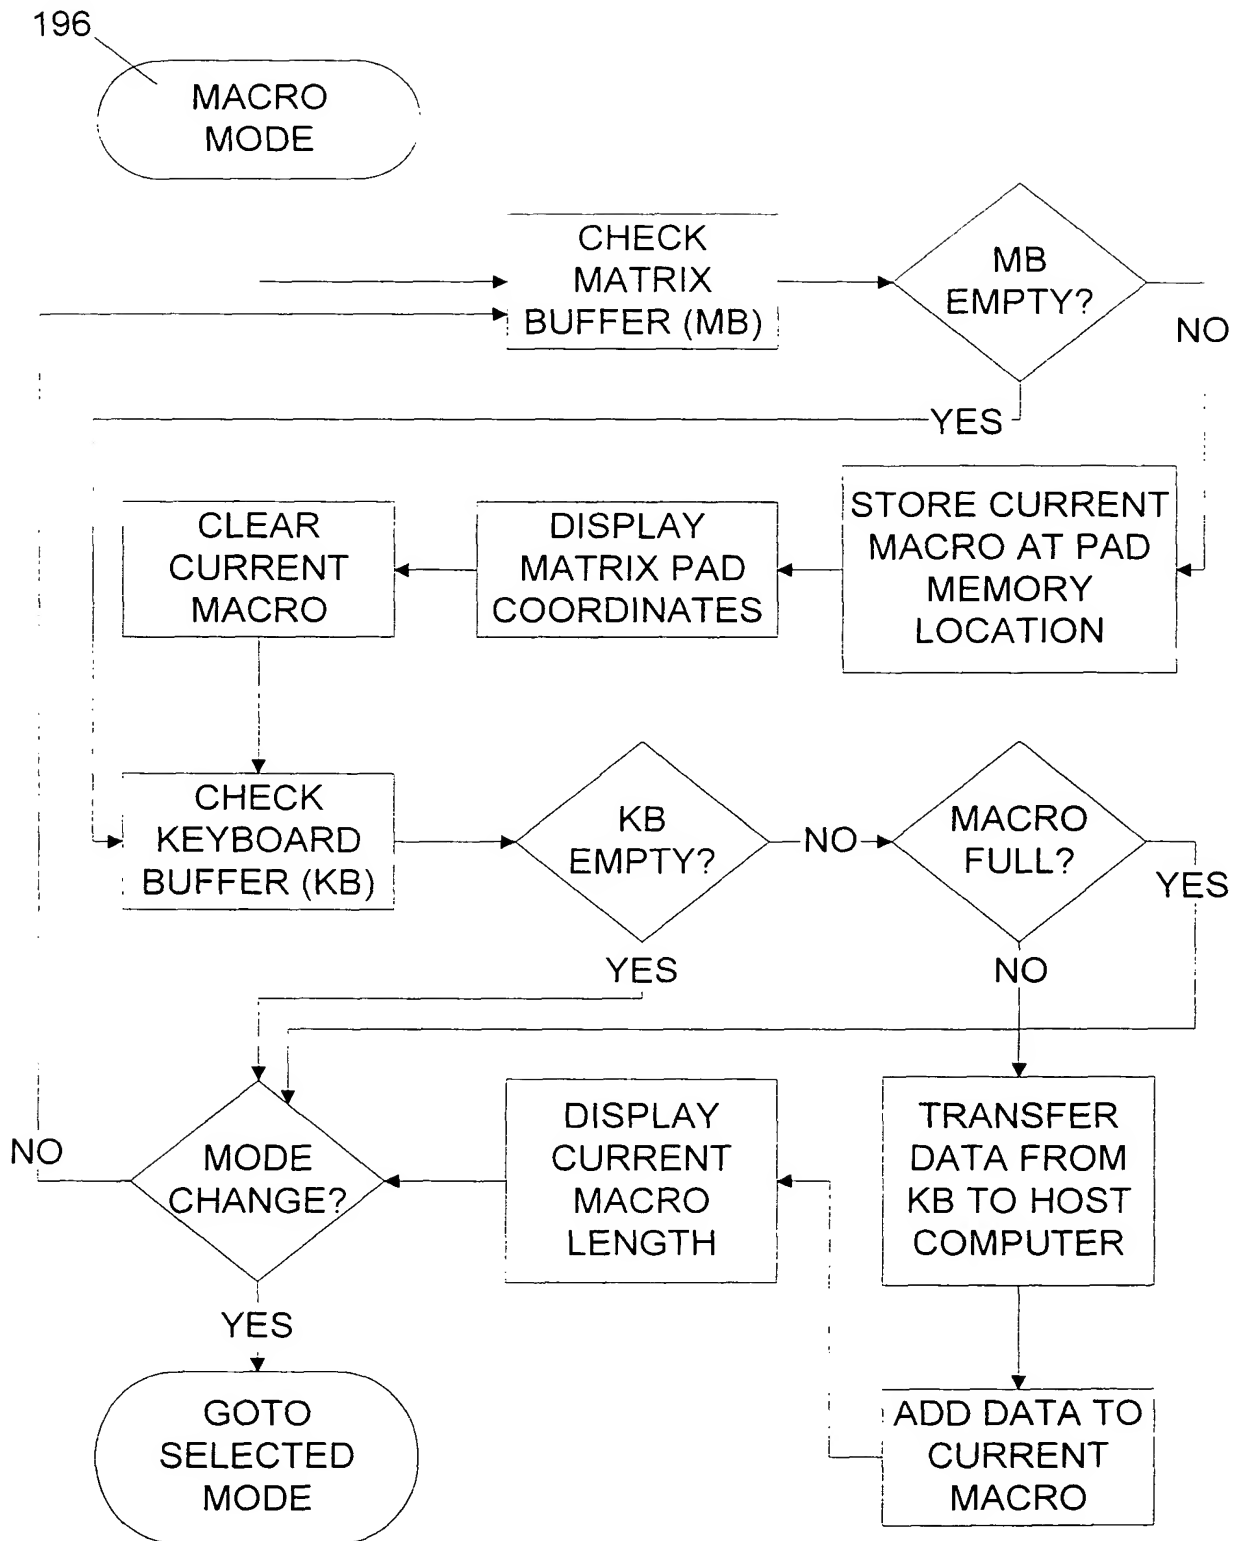 196
MACRO
MODE
CHECK
MATRIX
BUFFER (MB)
MB
EMPTY?
NO
YES
STORE CURRENT
MACRO AT PAD
MEMORY
LOCATION
DISPLAY
MATRIX PAD
COORDINATES
CLEAR
CURRENT
MACRO
CHECK
KEYBOARD
BUFFER (KB)
KB
EMPTY?
NO
MACRO
FULL?
YES
YES
NO
TRANSFER
DATA FROM
KB TO HOST
COMPUTER
ADD DATA TO
CURRENT
MACRO
DISPLAY
CURRENT
MACRO
LENGTH
MODE
CHANGE?
NO
YES
GOTO
SELECTED
MODE